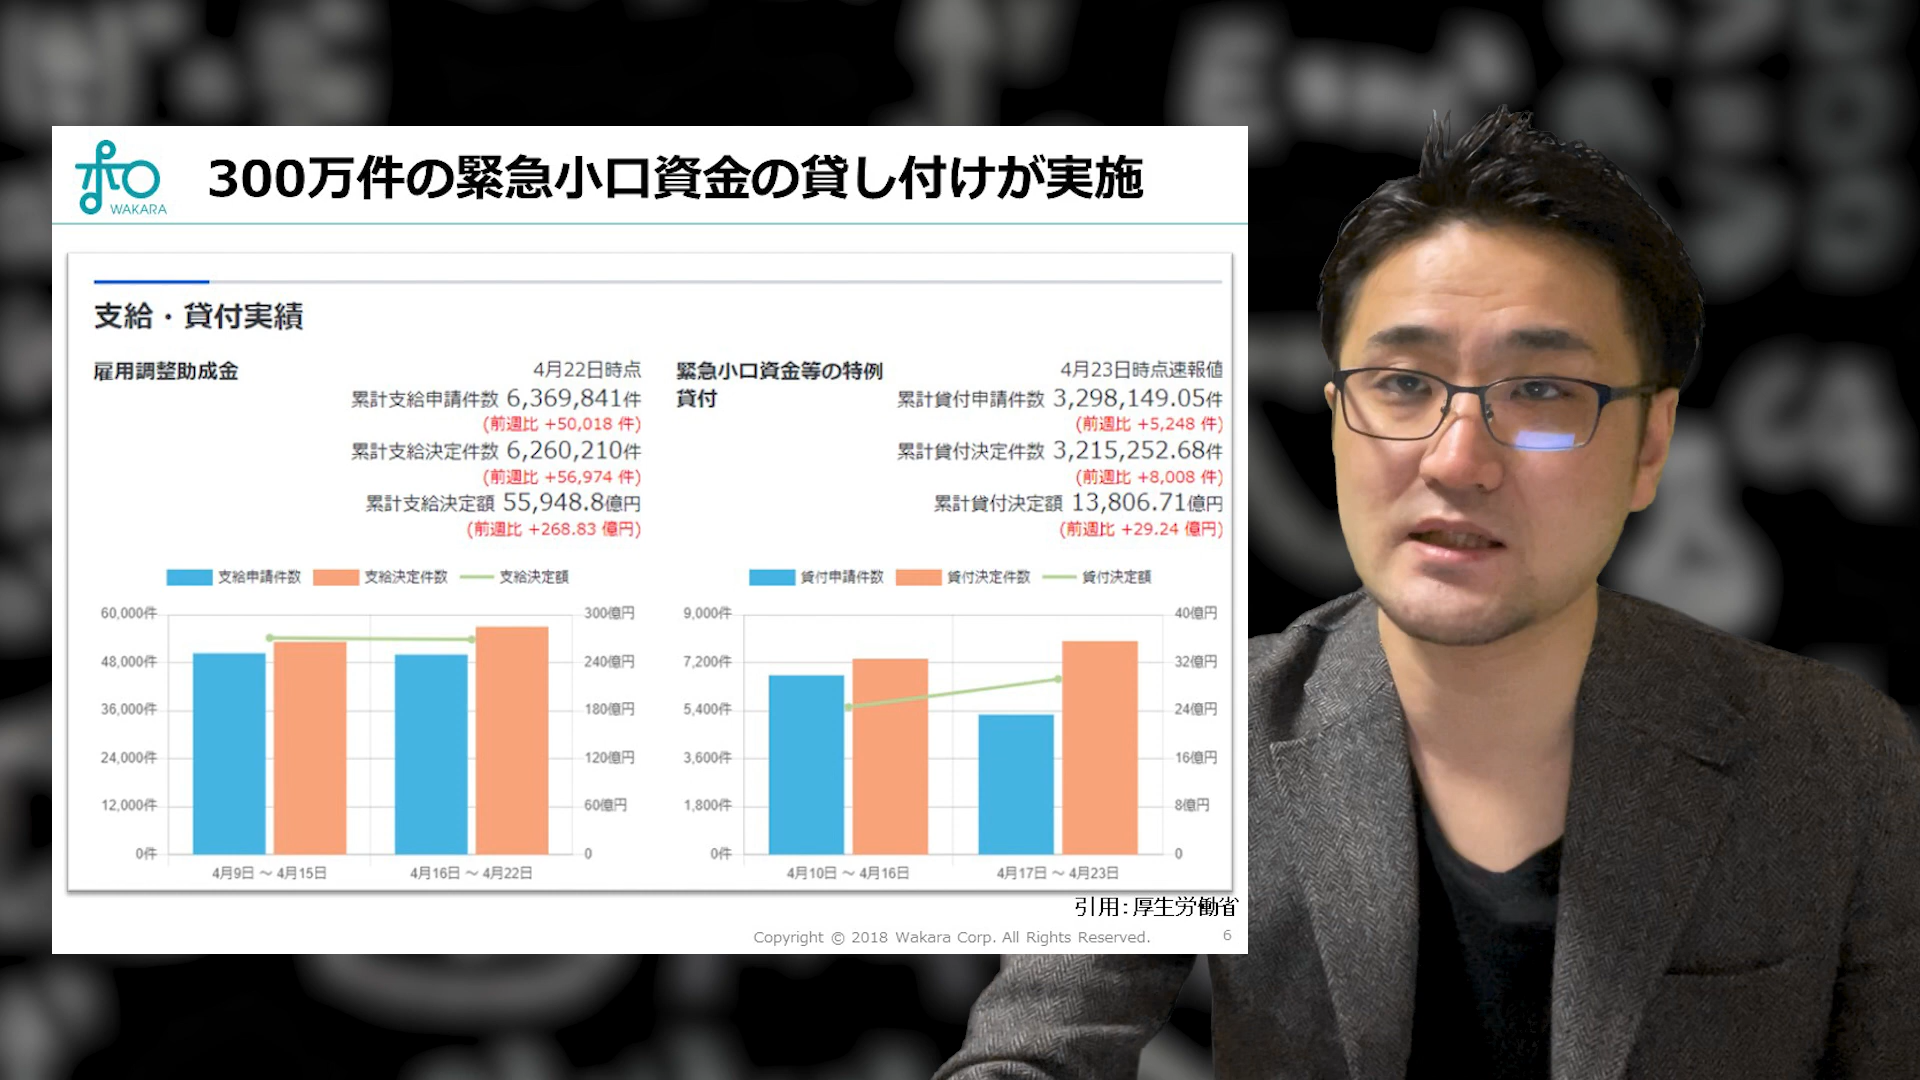 WAKARA
300万件の緊急小口資金の貸し付けが実施
支給・貸付実績
雇用調整助成金
4月22日時点
累計支給申請件数 6,369,841件
(前週比 +50,018 件)
累計支給決定件数 6,260,210件
(前週比 +56,974 件)
累計支給決定額 55,948.8億円
(前週比 +268.83 億円)
支給申請件数 支給決定件数 支給決定額
60,000件
48,000件
36,000件
24,000件
12,000件
0件
300億円
240億円
180億円
120億円
60億円
0
4月9日 ～ 4月15日
4月16日 ～ 4月22日
緊急小口資金等の特例
貸付
4月23日時点速報値
累計貸付申請件数 3,298,149.05件
(前週比 +5,248 件)
累計貸付決定件数 3,215,252.68件
(前週比 +8,008 件)
累計貸付決定額 13,806.71億円
(前週比 +29.24 億円)
貸付申請件数 貸付決定件数 貸付決定額
9,000件
7,200件
5,400件
3,600件
1,800件
0件
40億円
32億円
24億円
16億円
8億円
0
4月10日 ～ 4月16日
4月17日 ～ 4月23日
引用：厚生労働省
Copyright © 2018 Wakara Corp. All Rights Reserved.
6